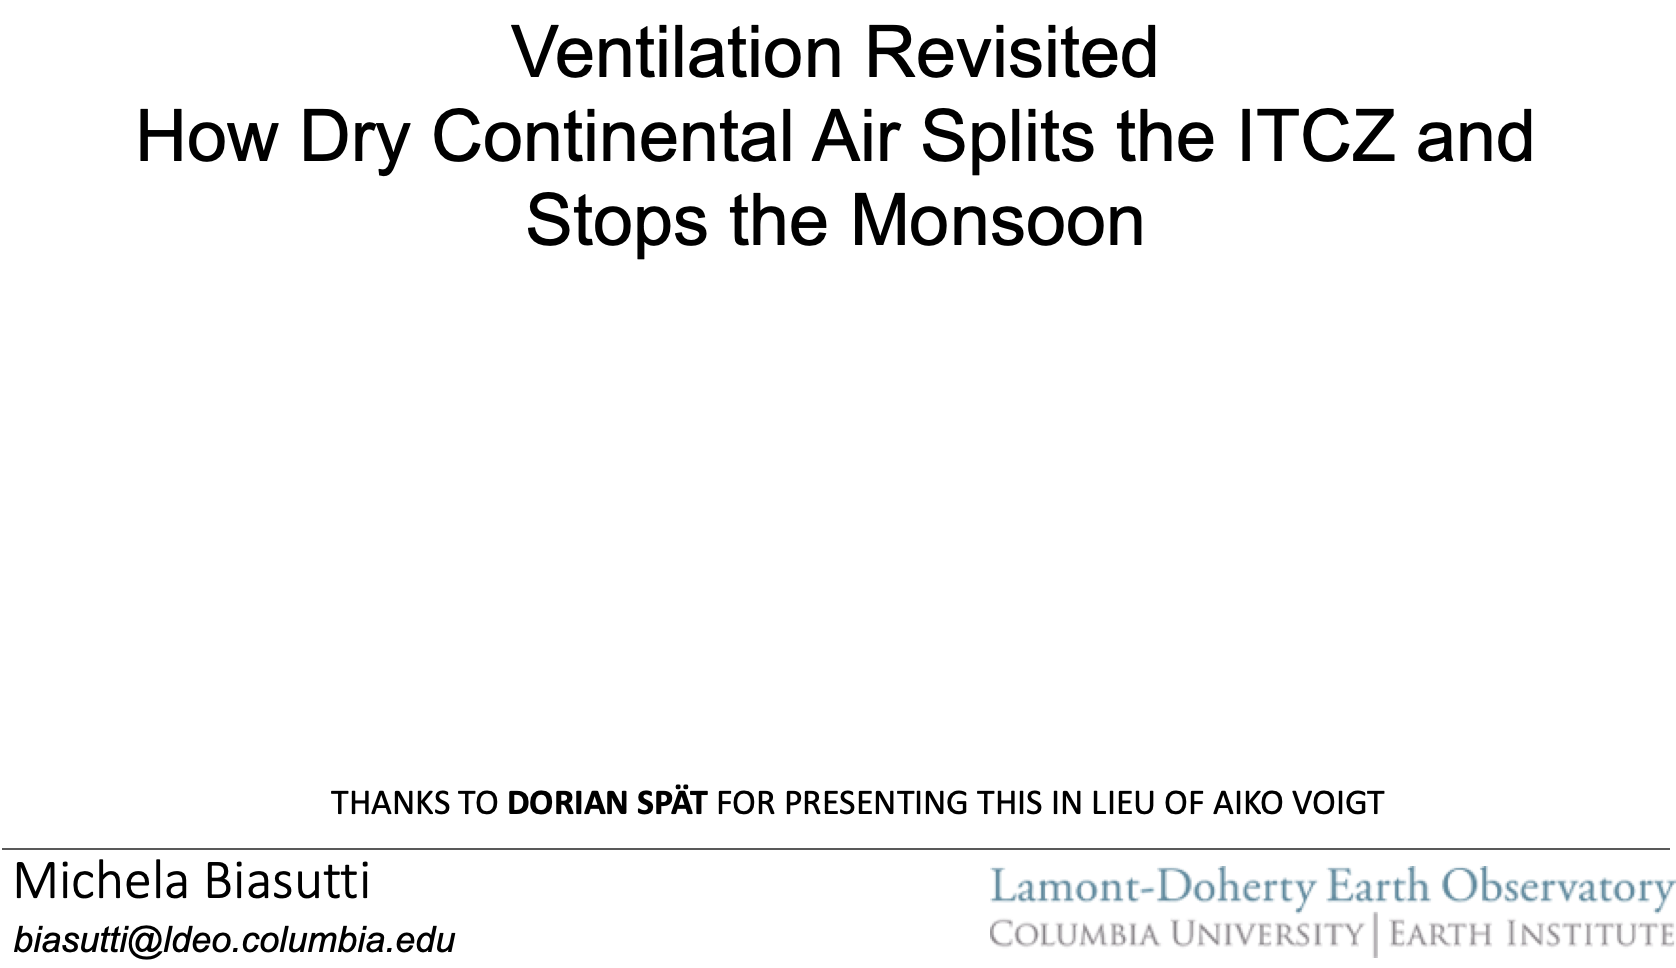 Ventilation Revisited
How Dry Continental Air Splits the ITCZ and
Stops the Monsoon
THANKS TO DORIAN SPÄT FOR PRESENTING THIS IN LIEU OF AIKO VOIGT
Michela Biasutti
biasutti@ldeo.columbia.edu
Lamont-Doherty Earth Observatory
COLUMBIA UNIVERSITY | EARTH INSTITUTE